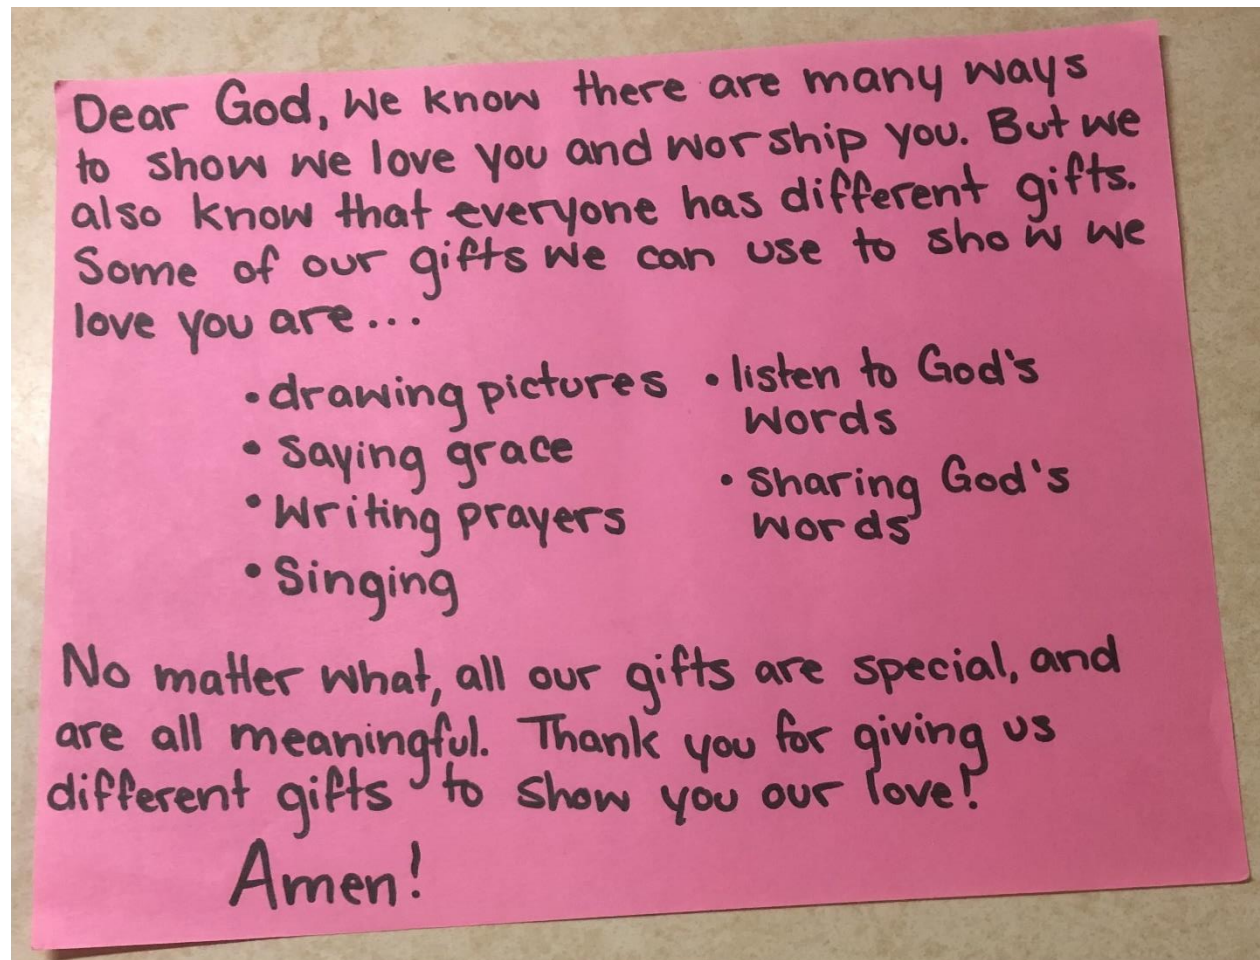 Dear God, we know there are many ways
to show we love you and worship you. But we
also know that everyone has different gifts.
Some of our gifts we can use to show we
love you are...
• drawing pictures
• Saying grace
• Writing prayers
• Singing
• listen to God's
words
• Sharing God's
words
No matter what, all our gifts are special, and
are all meaningful. Thank you for giving us
different gifts to show you our love!
Amen!